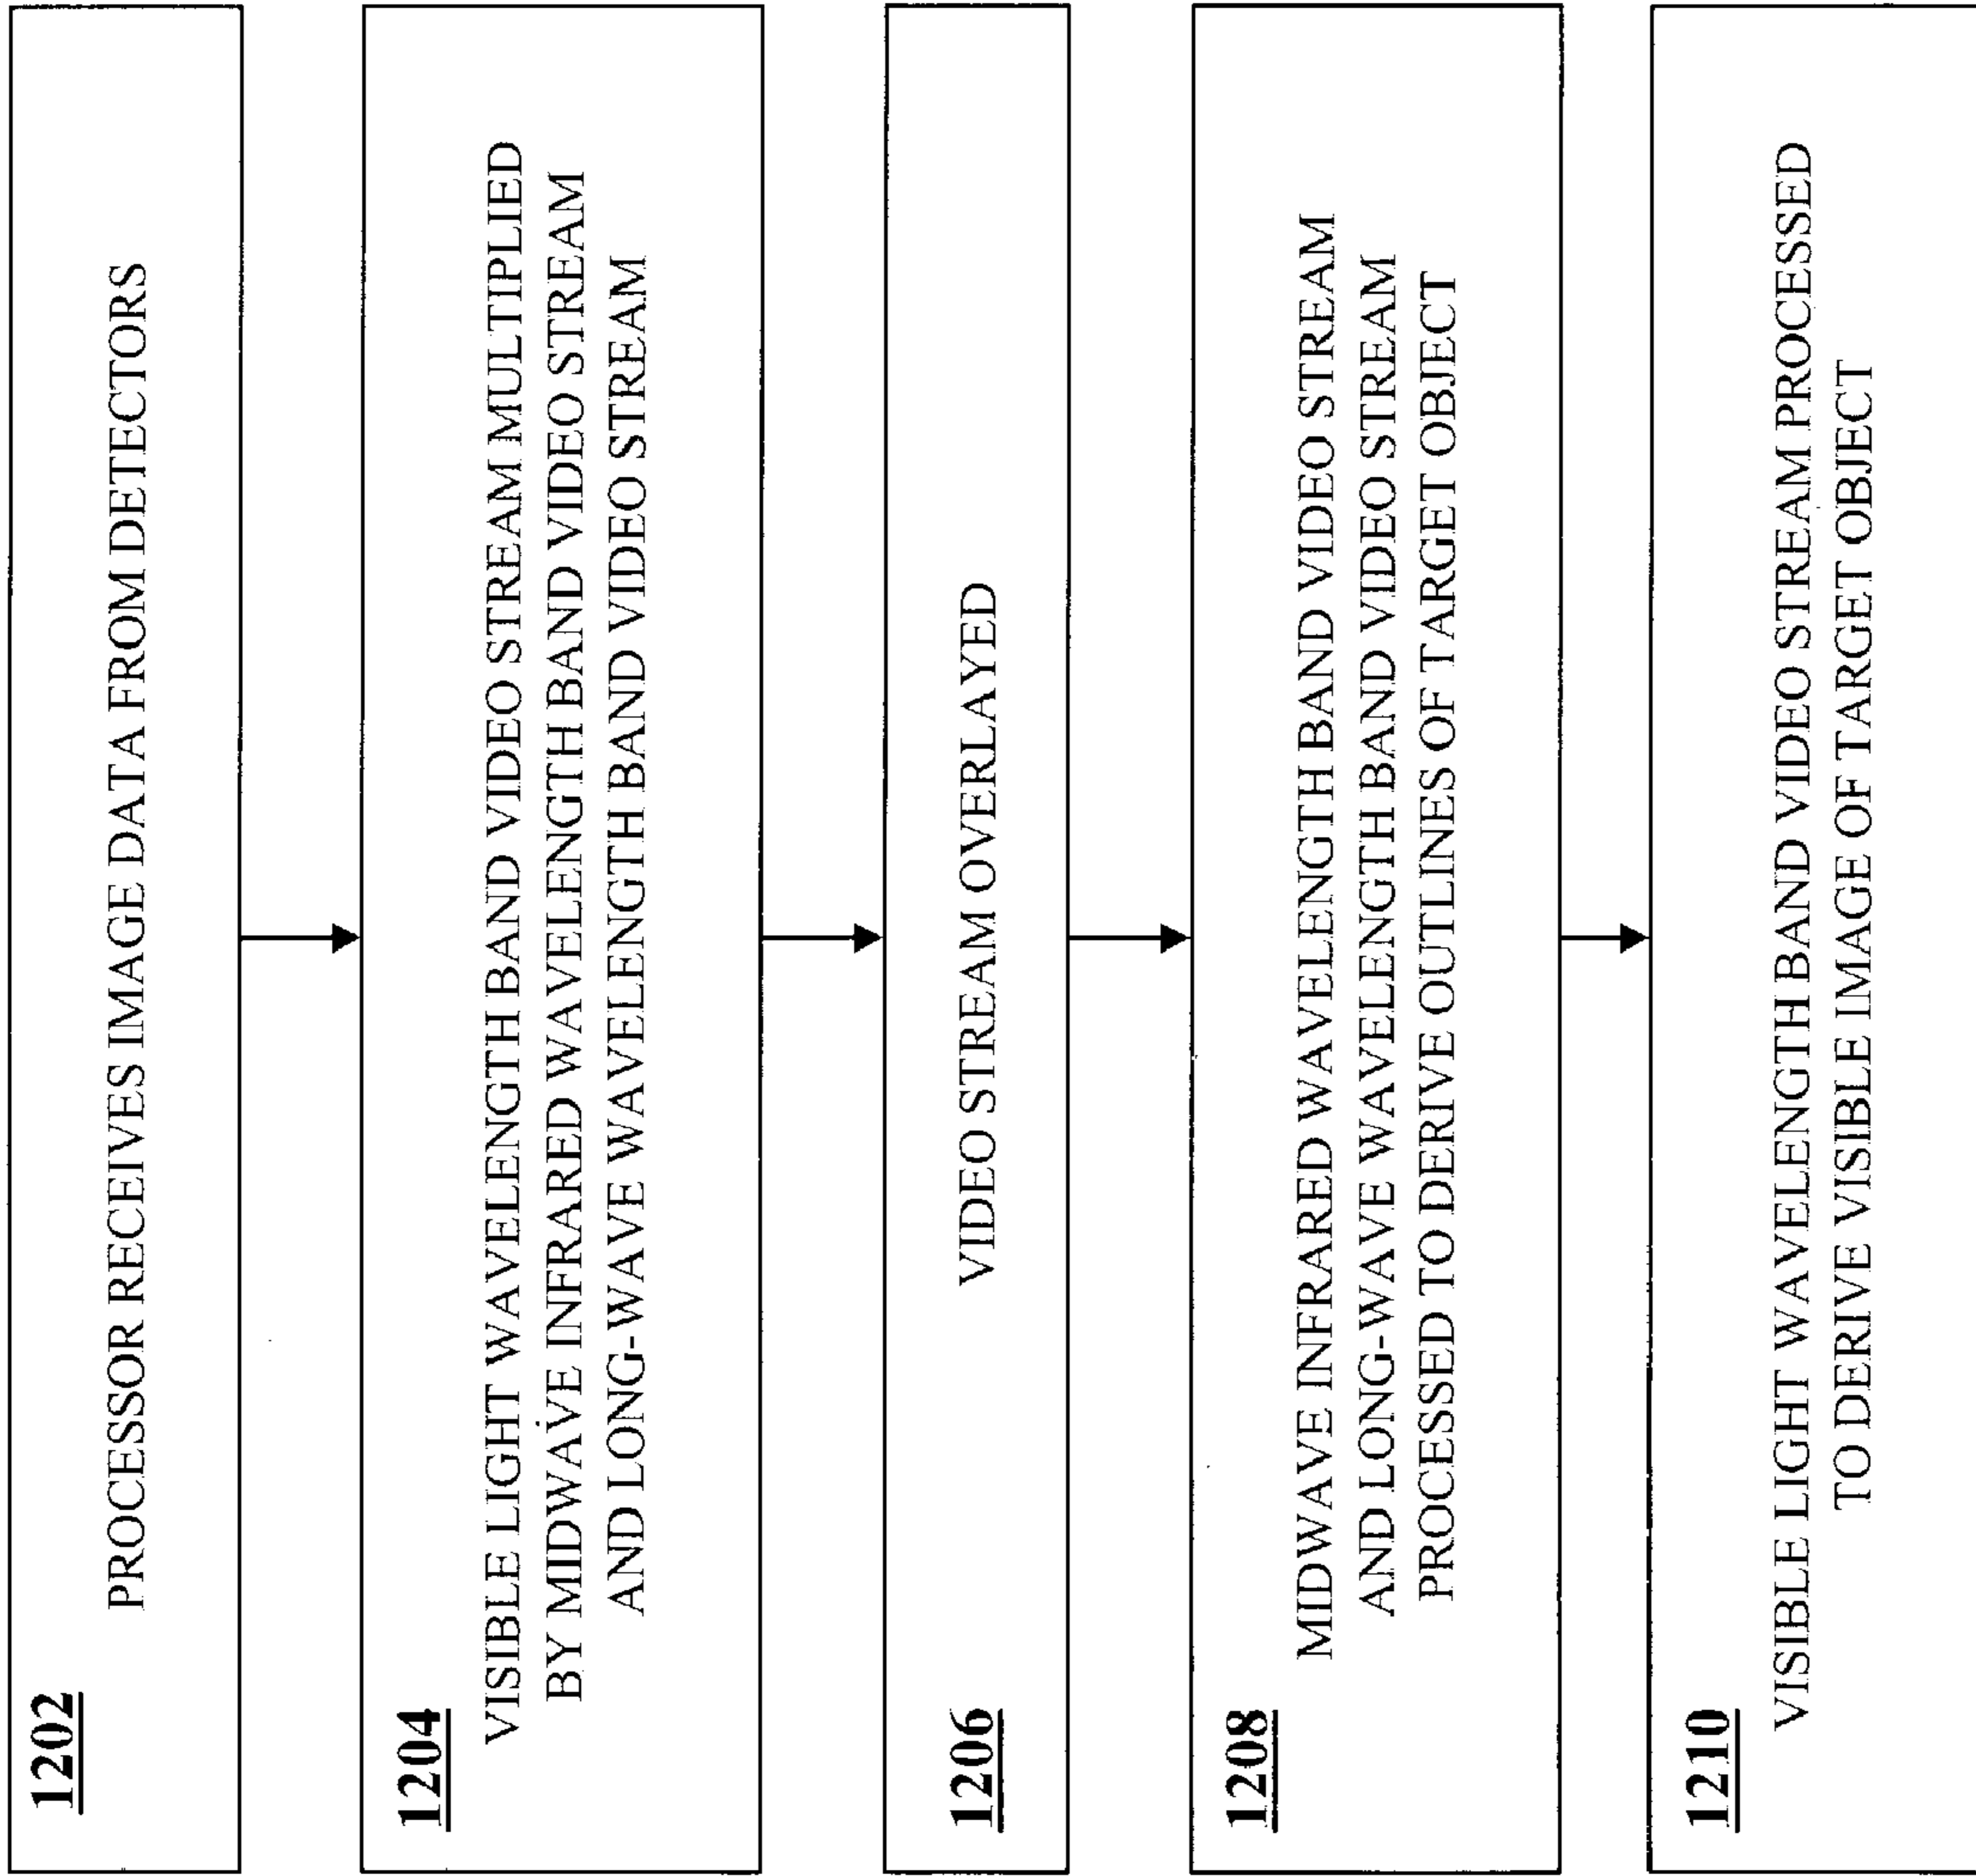 1202
PROCESSOR RECEIVES IMAGE DATA FROM DETECTORS
1204
VISIBLE LIGHT WAVELENGTH BAND VIDEO STREAM MULTIPLIED
BY MIDWAVE INFRARED WAVELENGTH BAND VIDEO STREAM
AND LONG-WAVE WAVELENGTH BAND VIDEO STREAM
1206
VIDEO STREAM OVERLAYED
1208
MIDWAVE INFRARED WAVELENGTH BAND VIDEO STREAM
AND LONG-WAVE WAVELENGTH BAND VIDEO STREAM
PROCESSED TO DERIVE OUTLINES OF TARGET OBJECT
1210
VISIBLE LIGHT WAVELENGTH BAND VIDEO STREAM PROCESSED
TO DERIVE VISIBLE IMAGE OF TARGET OBJECT